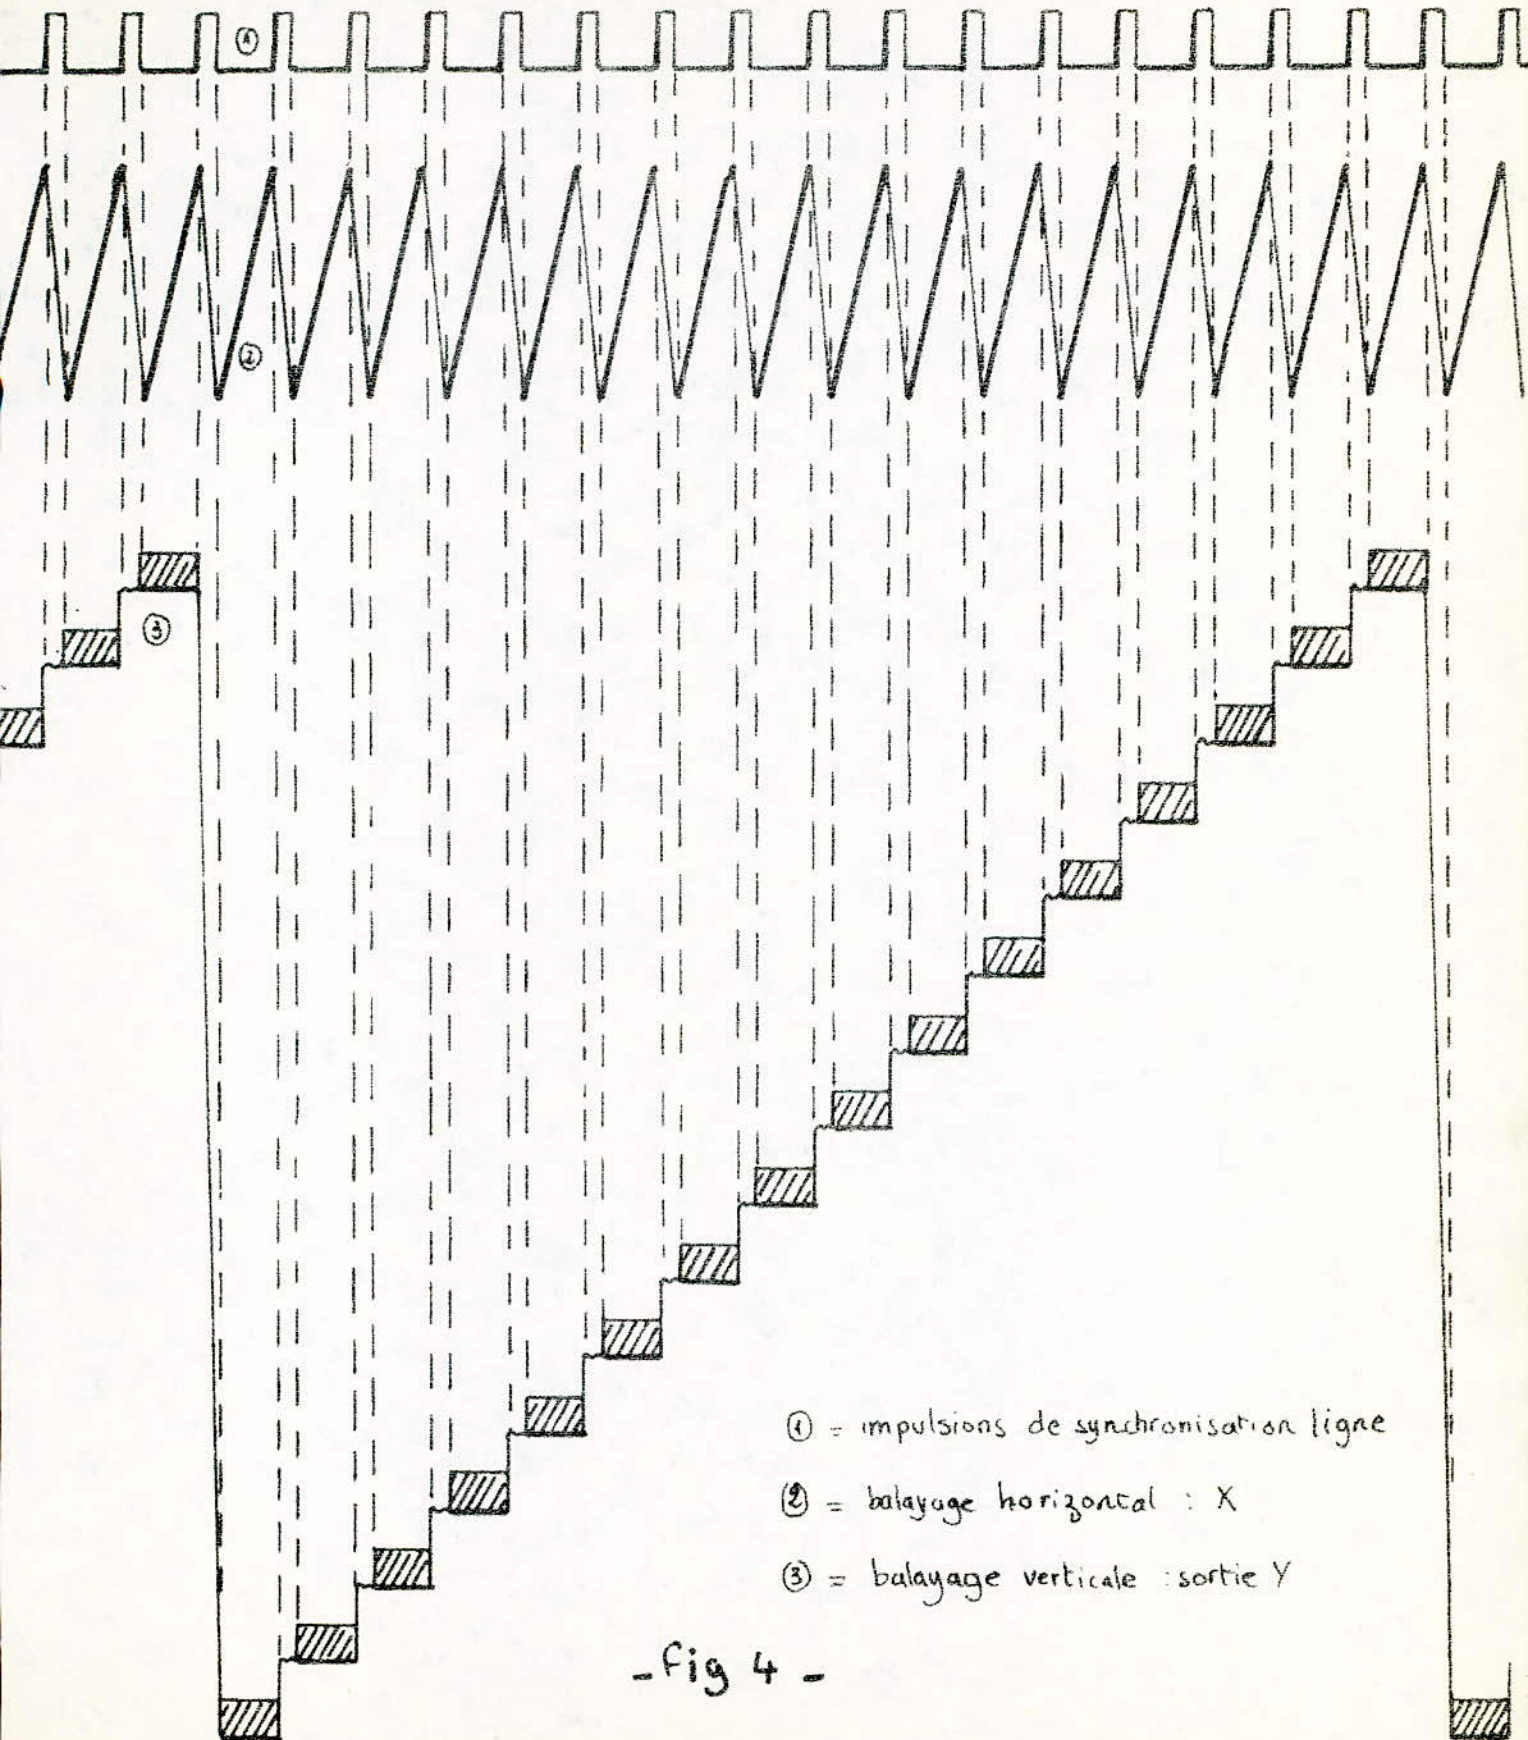 ①
②
③
① = impulsions de synchronisation ligne
② = balayage horizontal : X
③ = balayage verticale : sortie Y
- fig 4 -